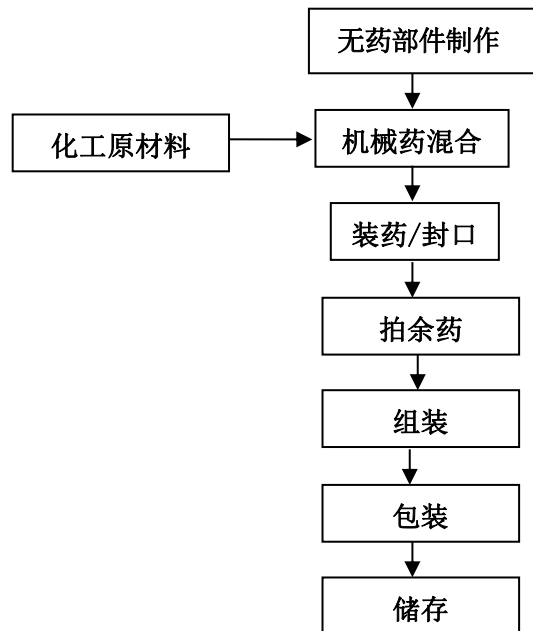 无药部件制作
化工原材料
机械药混合
装药/封口
拍余药
组装
包装
储存